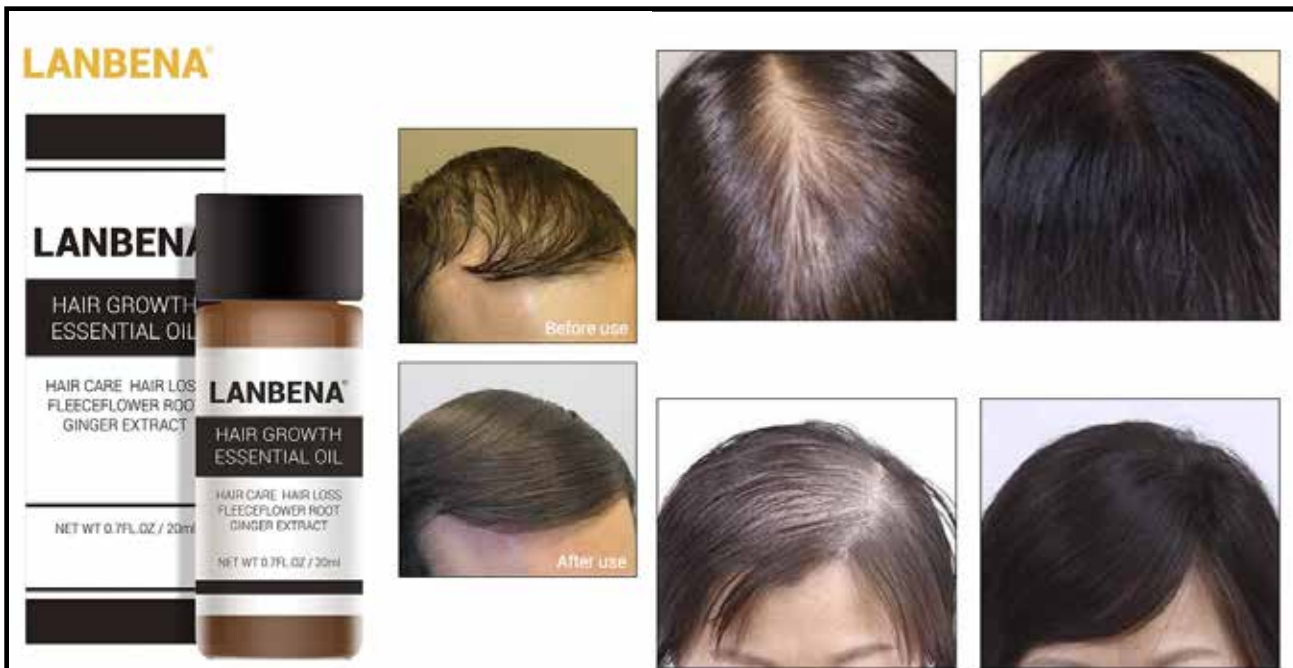 LANBENA®
LANBENA
HAIR GROWTH
ESSENTIAL OIL
HAIR CARE HAIR LOS
FLEECEFLOWER ROO
GINGER EXTRACT
NET WT 0.7FL.OZ / 20ml
LANBENA®
HAIR GROWTH
ESSENTIAL OIL
HAIR CARE HAIR LOSS
FLEECEFLOWER ROOT
GINGER EXTRACT
NET WT 0.7FL.OZ / 20ml
Before use
After use